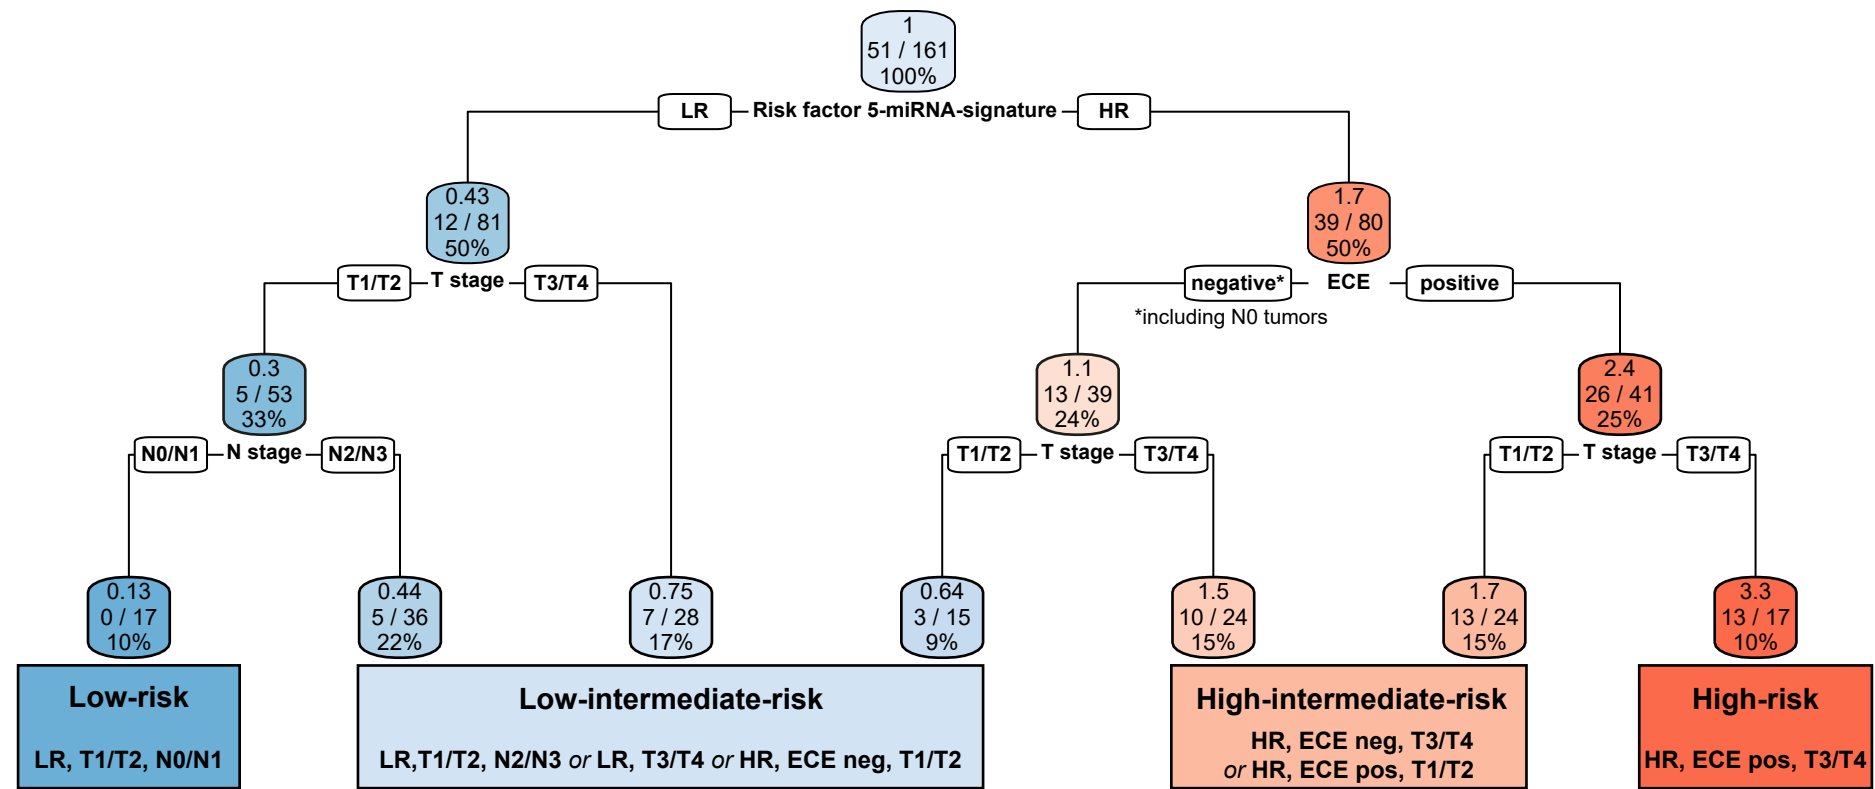 1
51 / 161
100%
LR
Risk factor 5-miRNA-signature
HR
0.43
12 / 81
50%
1.7
39 / 80
50%
T1/T2
T stage
T3/T4
negative*
ECE
positive
*including N0 tumors
0.3
5 / 53
33%
1.1
13 / 39
24%
2.4
26 / 41
25%
N0/N1
N stage
N2/N3
T1/T2
T stage
T3/T4
T1/T2
T stage
T3/T4
0.13
0 / 17
10%
0.44
5 / 36
22%
0.75
7 / 28
17%
0.64
3 / 15
9%
1.5
10 / 24
15%
1.7
13 / 24
15%
3.3
13 / 17
10%
Low-risk
LR, T1/T2, N0/N1
Low-intermediate-risk
LR,T1/T2, N2/N3 or LR, T3/T4 or HR, ECE neg, T1/T2
High-intermediate-risk
HR, ECE neg, T3/T4
or HR, ECE pos, T1/T2
High-risk
HR, ECE pos, T3/T4